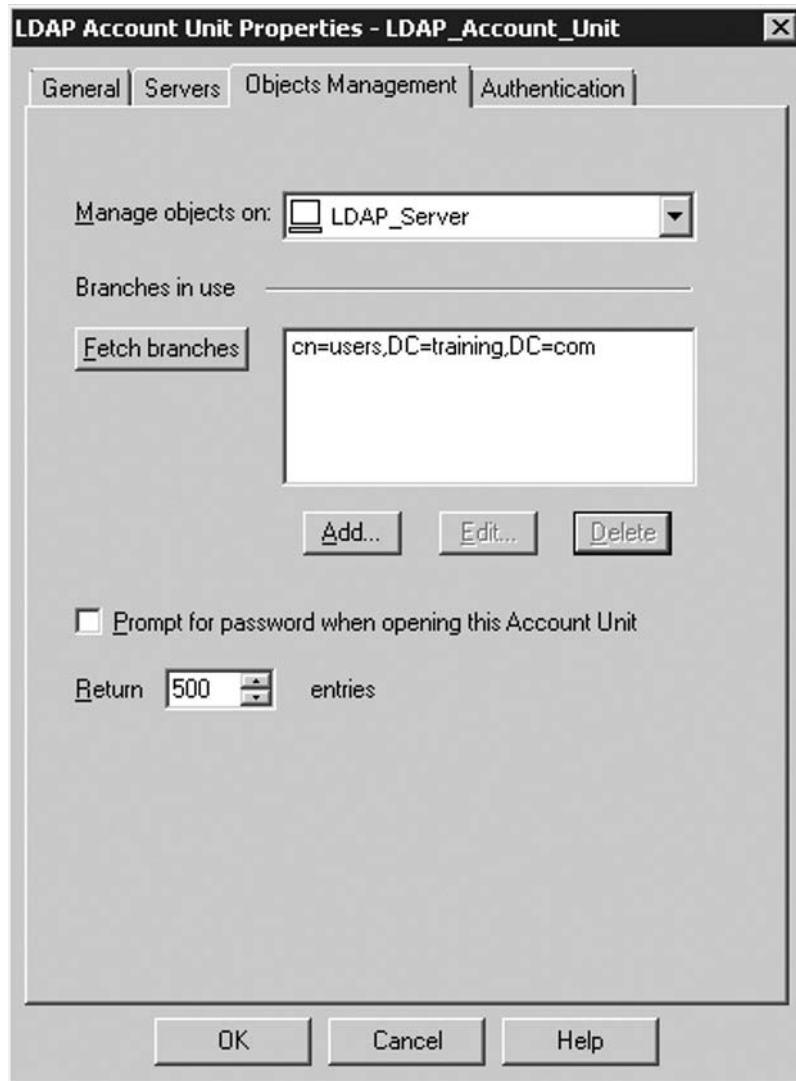 LDAP Account Unit Properties - LDAP_Account_Unit
General Servers Objects Management Authentication
Manage objects on: LDAP_Server
Branches in use
Fetch branches cn=users,DC=training,DC=com
Add... Edit... Delete
Prompt for password when opening this Account Unit
Return 500 entries
OK Cancel Help